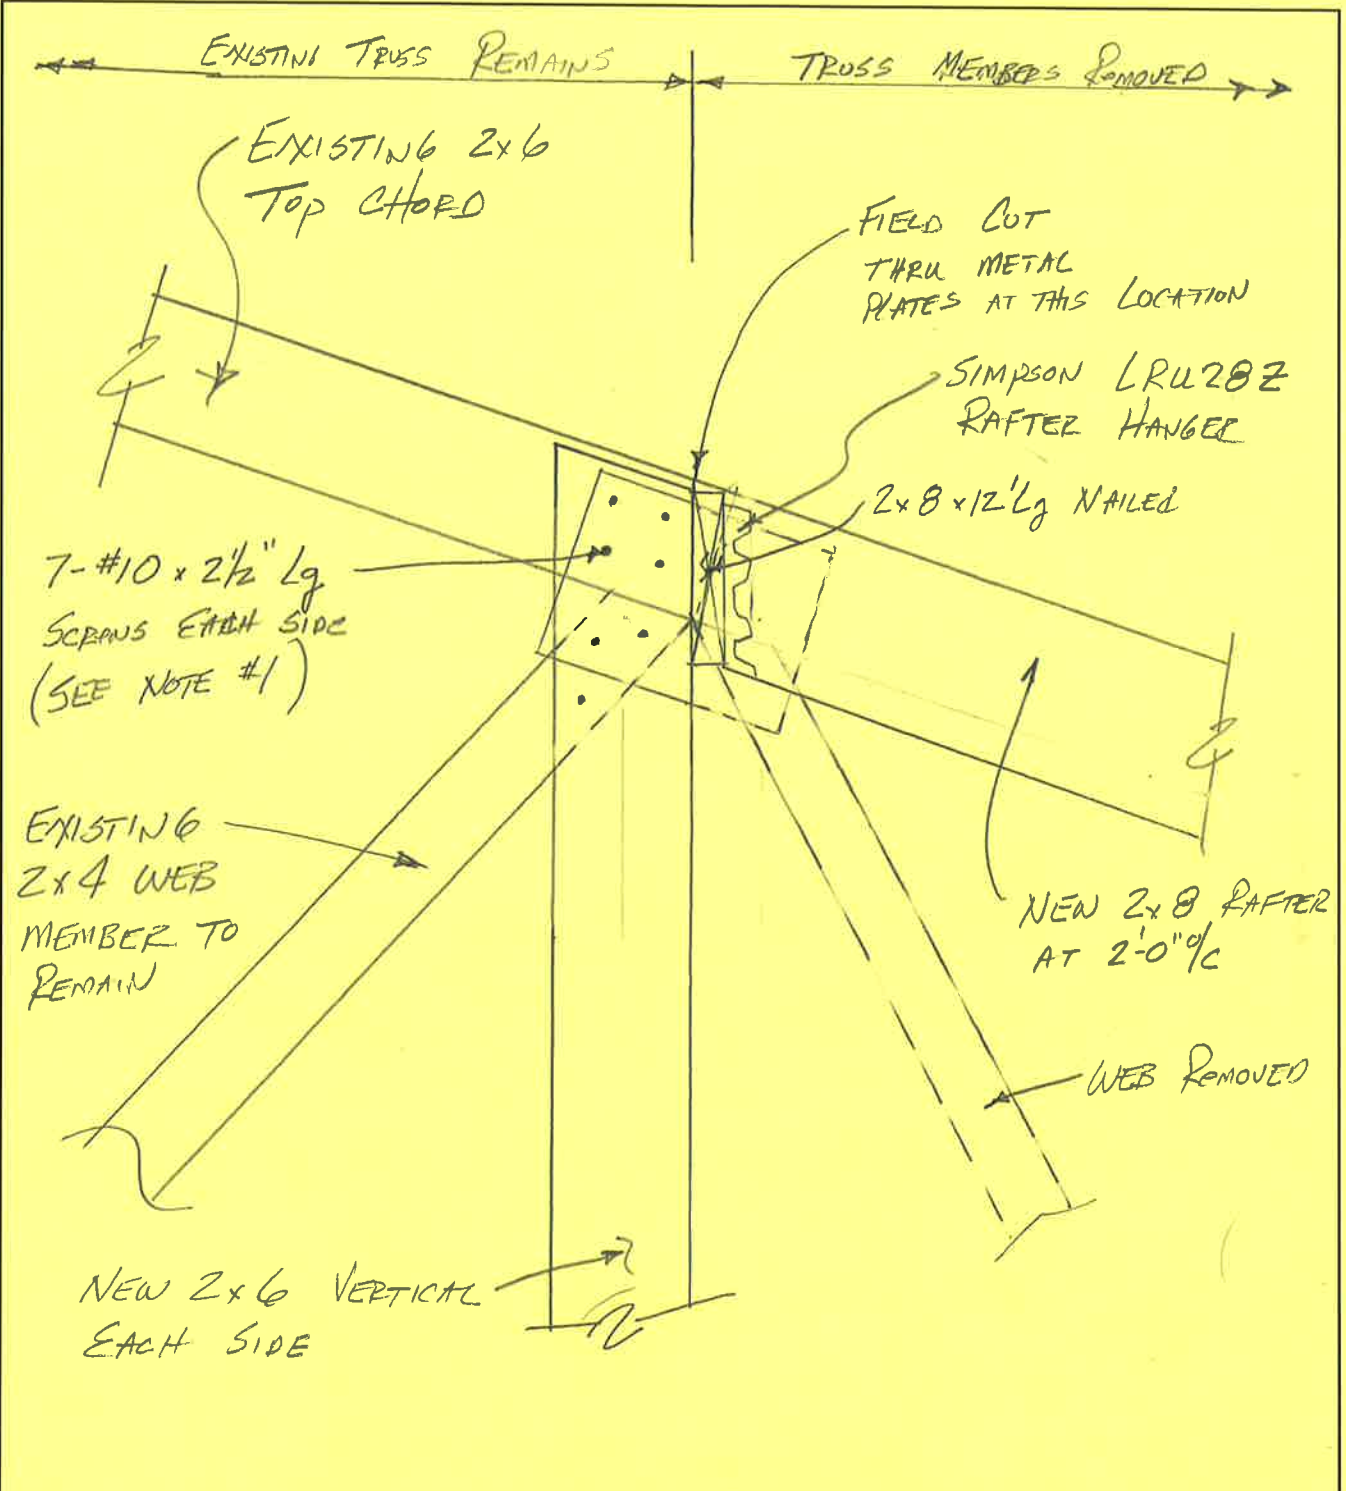 EXISTING TRUSS REMAINS
TRUSS MEMBERS REMOVED
EXISTING 2x6
TOP CHORD
FIELD CUT
THRU METAL
PLATES AT THIS LOCATION
SIMPSON LRU28Z
RAFTER HANGER
2x8 x12'Lg NAILED
7-#10 x 2½" Lg
SCREWS EACH SIDE
(SEE NOTE #1)
EXISTING
2x4 WEB
MEMBER TO
REMAIN
NEW 2x8 RAFTER
AT 2'-0" o/c
WEB REMOVED
NEW 2x6 VERTICAL
EACH SIDE